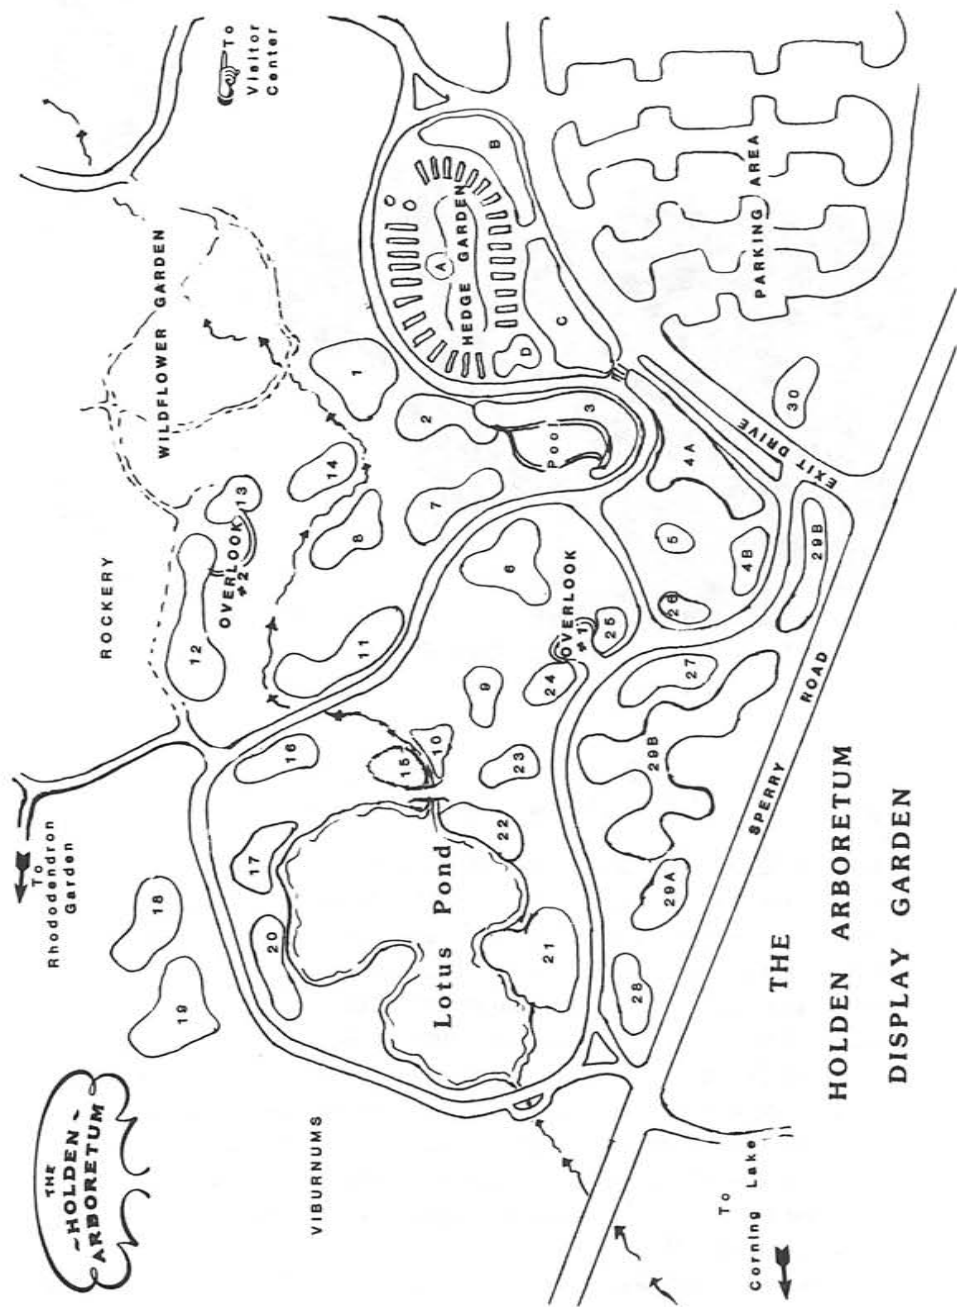 THE
~HOLDEN~
ARBORETUM
VIBURNUMS
To
Rhododendron
Garden
ROCKERY
WILDFLOWER GARDEN
To
Visitor
Center
19
18
12
OVERLOOK
#2
13
14
1
20
17
16
11
8
7
2
Pool
3
A
HEDGE GARDEN
B
C
D
Lotus Pond
15
10
9
6
21
22
23
24
OVERLOOK
#1
25
26
5
4A
4B
28
29A
29B
27
29B
EXIT DRIVE
30
PARKING AREA
SPERRY ROAD
To
Corning Lake
THE
HOLDEN ARBORETUM
DISPLAY GARDEN